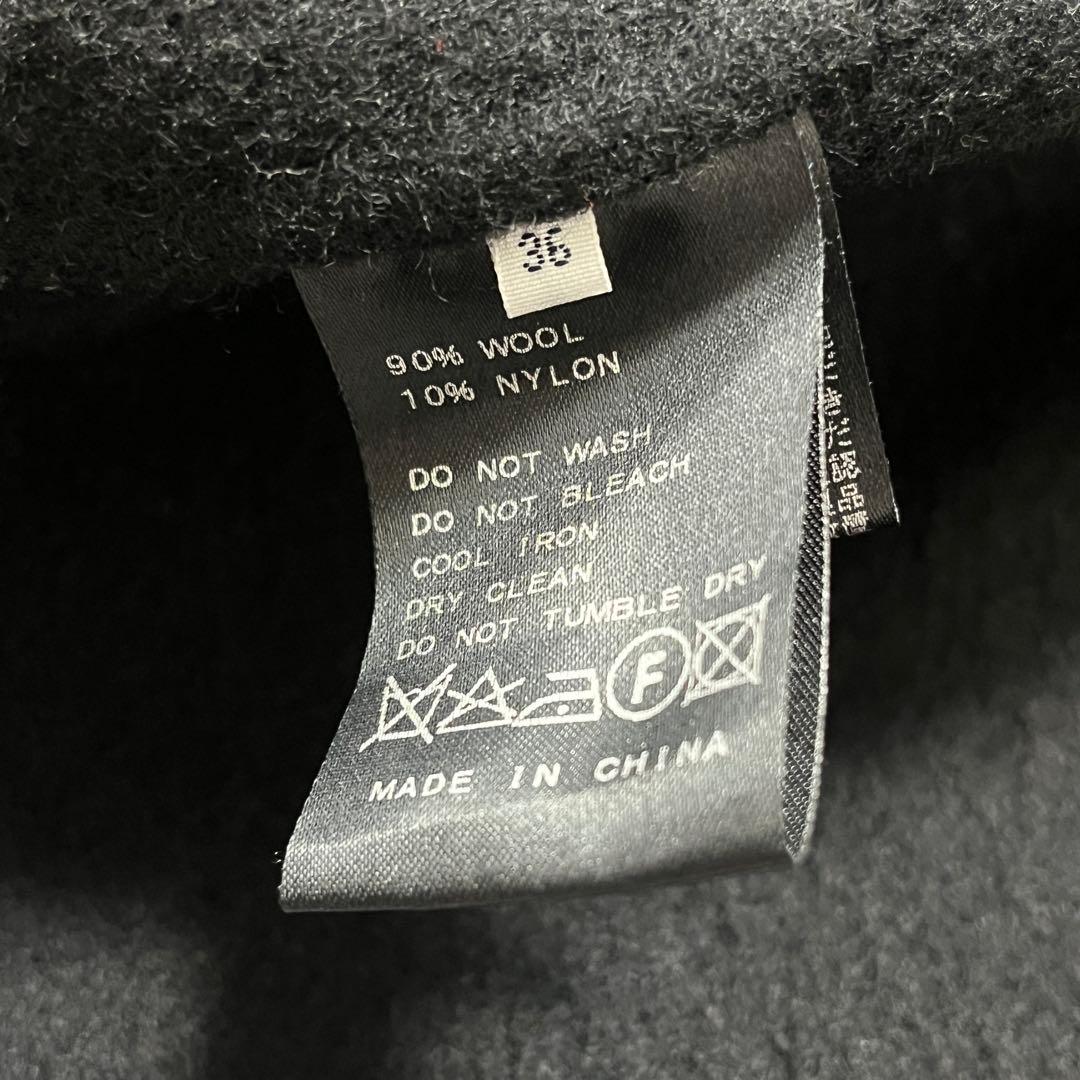 36
90% WOOL
10% NYLON
DO NOT WASH
DO NOT BLEACH
COOL IRON
DRY CLEAN
DO NOT TUMBLE DRY
F
MADE IN CHINA